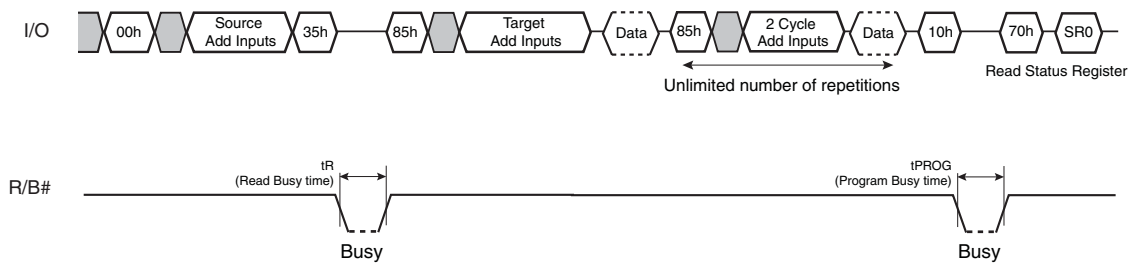 I/O
00h
Source
Add Inputs
35h
85h
Target
Add Inputs
Data
85h
2 Cycle
Add Inputs
Data
10h
70h
SR0
Unlimited number of repetitions
Read Status Register
R/B#
tR
(Read Busy time)
Busy
tPROG
(Program Busy time)
Busy